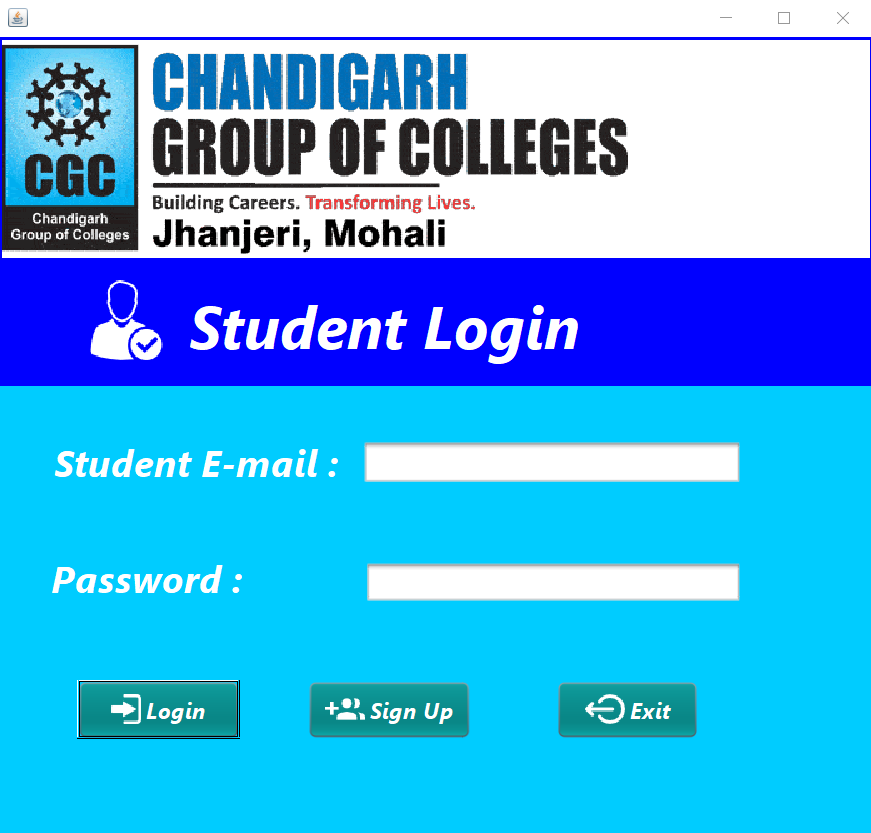 CHANDIGARH
GROUP OF COLLEGES
CGC
Building Careers. Transforming Lives.
Chandigarh
Group of Colleges
Jhanjeri, Mohali
Student Login
Student E-mail :
Password :
Login
Sign Up
Exit